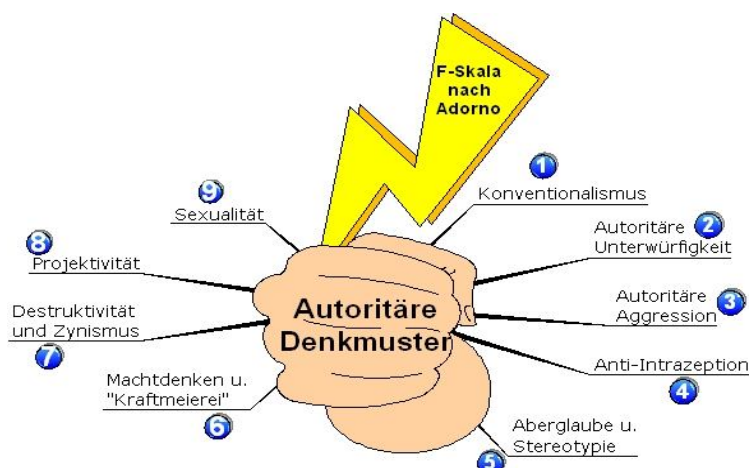 F-Skala
nach
Adorno
1
Konventionalismus
2
Autoritäre
Unterwürfigkeit
3
Autoritäre
Aggression
Anti-Intrazeption
4
Aberglaube u.
Stereotypie
5
Machtdenken u.
"Kraftmeierei"
6
Destruktivität
und Zynismus
7
8
Projektivität
9
Sexualität
Autoritäre
Denkmuster